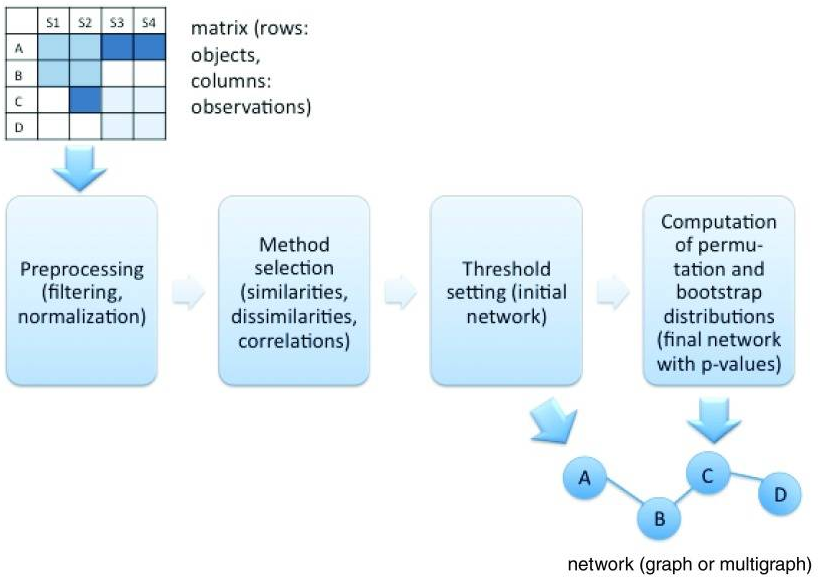 S1 S2 S3 S4
A
B
C
D
matrix (rows:
objects,
columns:
observations)
Preprocessing
(filtering,
normalization)
Method
selection
(similarities,
dissimilarities,
correlations)
Threshold
setting (initial
network)
Computation
of permu-
tation and
bootstrap
distributions
(final network
with p-values)
A
B
C
D
network (graph or multigraph)